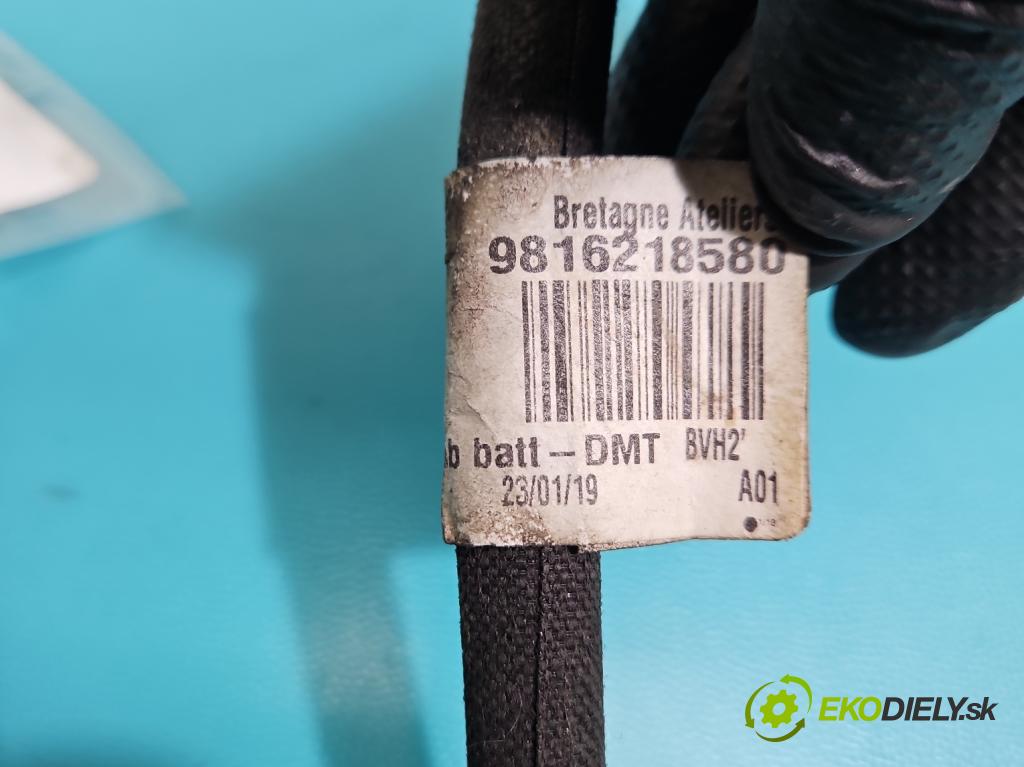 Bretagne Ateliers
9816218580
batt – DMT BVH2'
23/01/19 A01
EKODIELY.sk